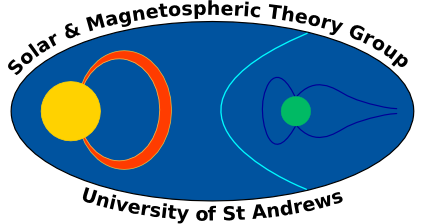 Solar & Magnetospheric Theory Group
University of St Andrews